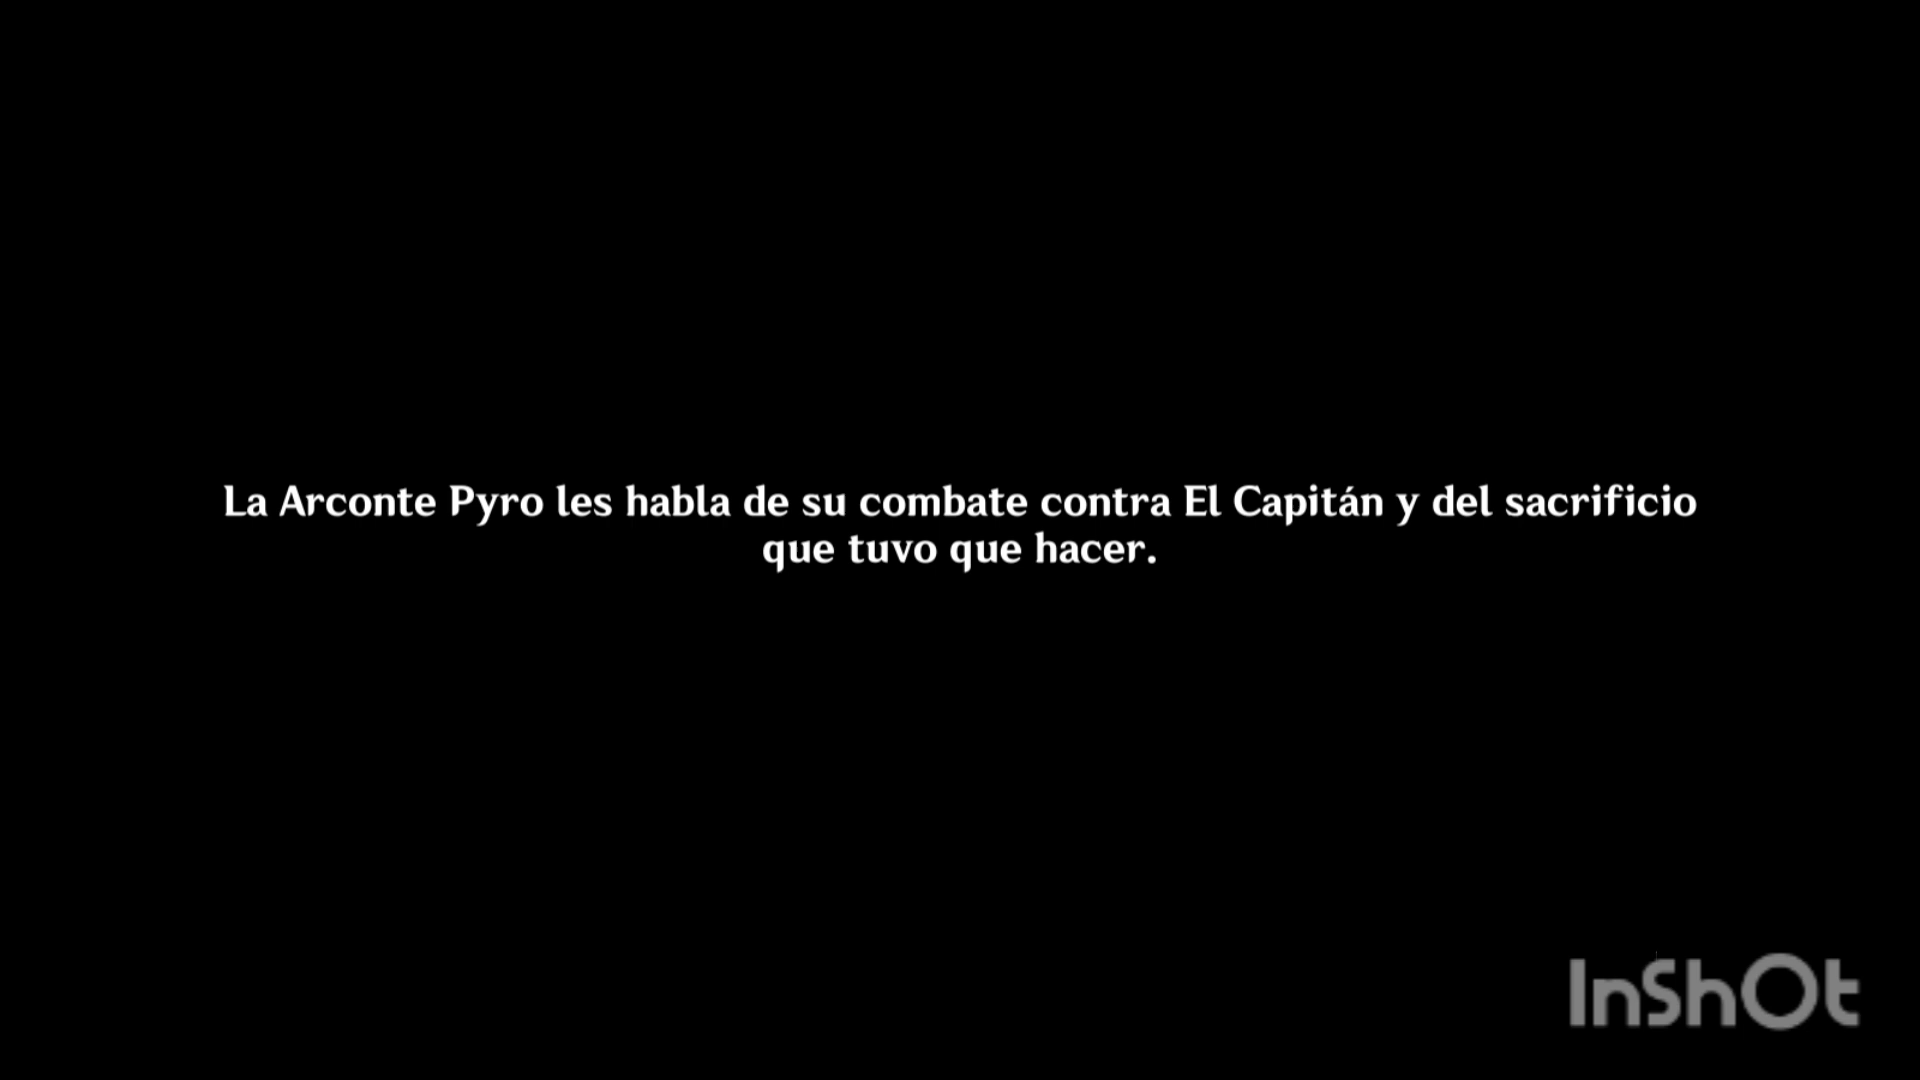 La Arconte Pyro les habla de su combate contra El Capitán y del sacrificio
que tuvo que hacer.
InShOt